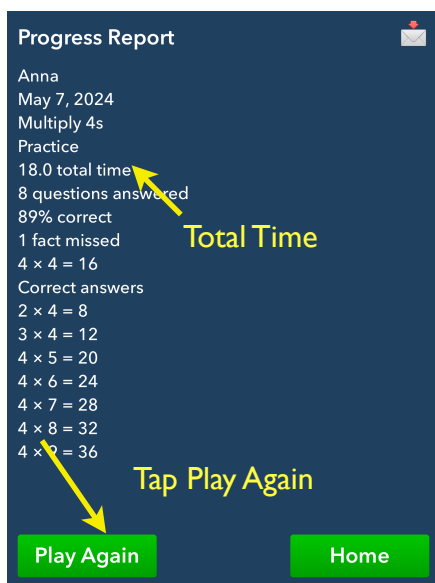 Progress Report
Anna
May 7, 2024
Multiply 4s
Practice
18.0 total time
8 questions answered
89% correct
Total Time
1 fact missed
4 × 4 = 16
Correct answers
2 × 4 = 8
3 × 4 = 12
4 × 5 = 20
4 × 6 = 24
4 × 7 = 28
4 × 8 = 32
4 × 9 = 36
Tap Play Again
Play Again
Home